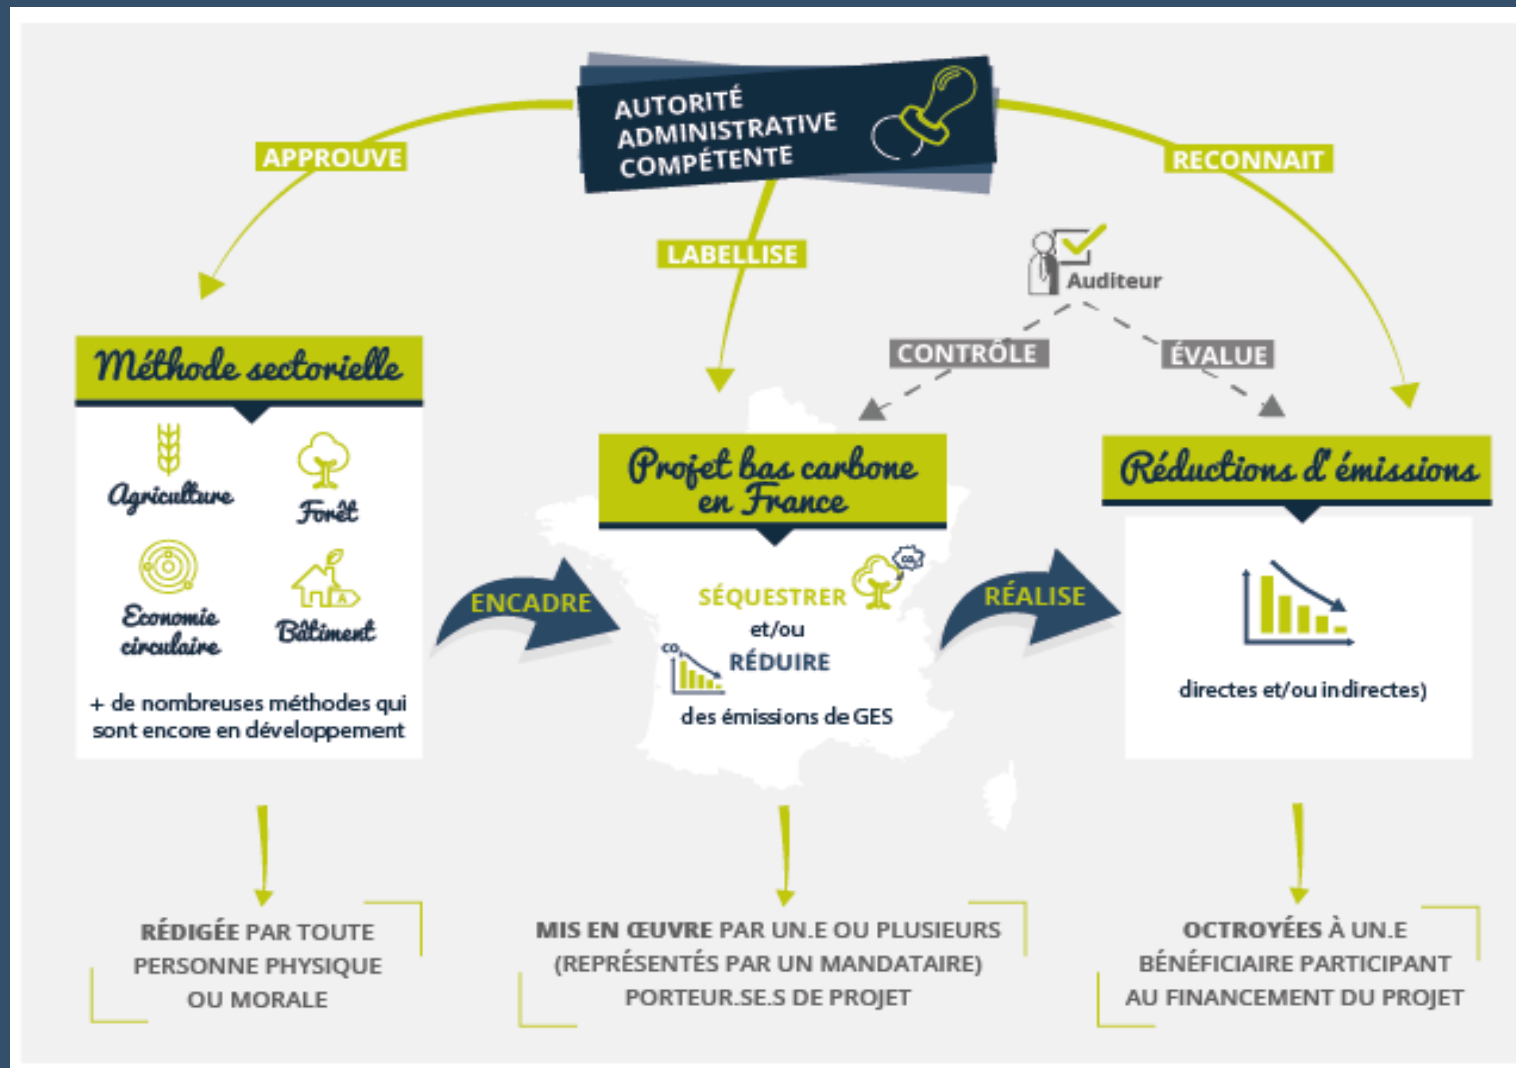 AUTORITÉ
ADMINISTRATIVE
COMPÉTENTE
APPROUVE
RECONNAIT
LABELLISE
Auditeur
CONTRÔLE
ÉVALUE
Méthode sectorielle
Agriculture
Forêt
Economie
circulaire
Bâtiment
+ de nombreuses méthodes qui
sont encore en développement
ENCADRE
Projet bas carbone
en France
CO₂
SÉQUESTRER
et/ou
CO₂
RÉDUIRE
des émissions de GES
RÉALISE
Réductions d'émissions
directes et/ou indirectes)
RÉDIGÉE PAR TOUTE
PERSONNE PHYSIQUE
OU MORALE
MIS EN ŒUVRE PAR UN.E OU PLUSIEURS
(REPRÉSENTÉS PAR UN MANDATAIRE)
PORTEUR.SE.S DE PROJET
OCTROYÉES À UN.E
BÉNÉFICIAIRE PARTICIPANT
AU FINANCEMENT DU PROJET
A